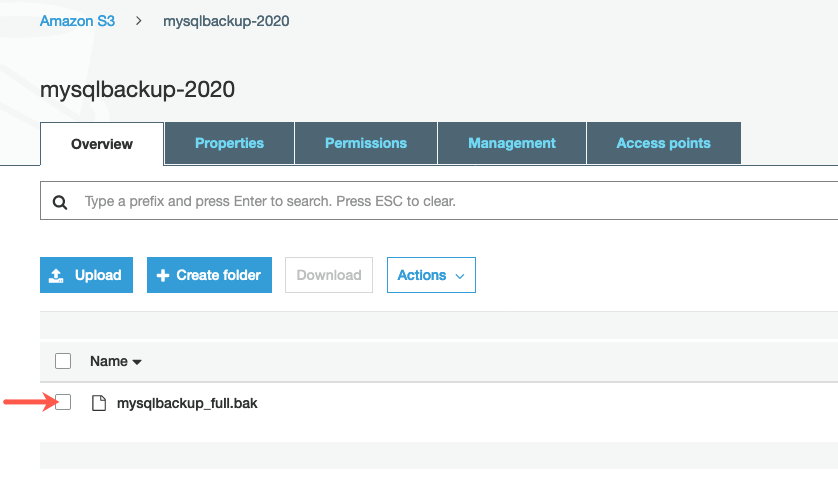 Amazon S3 > mysqlbackup-2020
mysqlbackup-2020
Overview Properties Permissions Management Access points
Type a prefix and press Enter to search. Press ESC to clear.
Upload + Create folder Download Actions
Name
mysqlbackup_full.bak